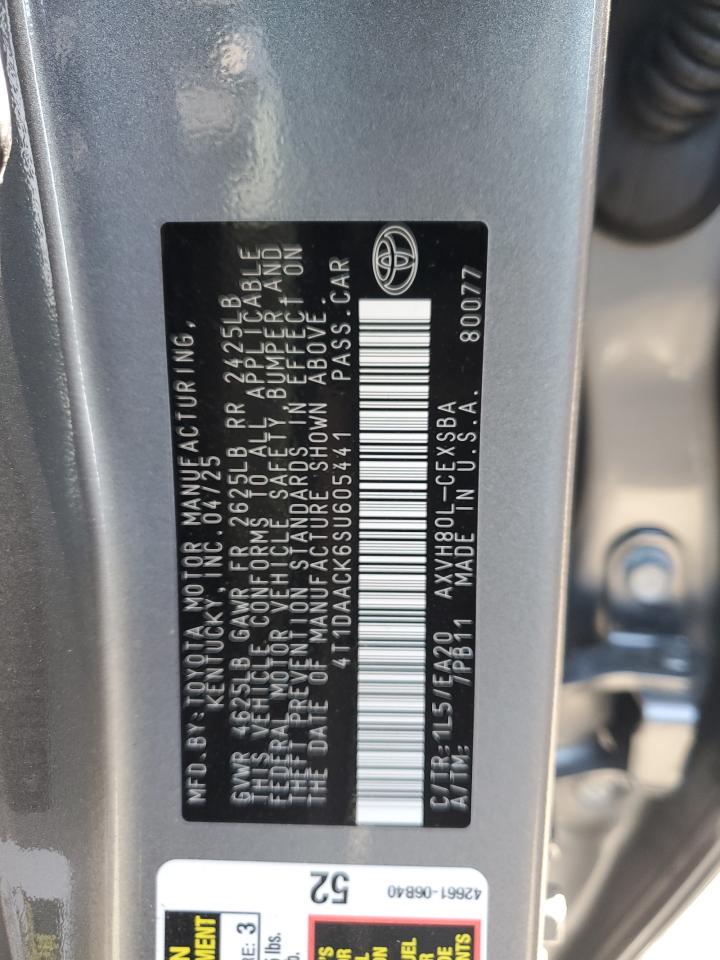 MFD.BY:TOYOTA MOTOR MANUFACTURING,
KENTUCKY, INC.04/25
GVWR 4625LB GAWR FR 2625LB RR 2425LB
THIS VEHICLE CONFORMS TO ALL APPLICABLE
FEDERAL MOTOR VEHICLE SAFETY, BUMPER AND
THEFT PREVENTION STANDARDS IN EFFECT ON
THE DATE OF MANUFACTURE SHOWN ABOVE.
4T1DAACK6SU605441 PASS.CAR
C/TR:1L5/EA20 AXVH80L-CEXSBA
A/TM: 7PB11 MADE IN U.S.A. 80077
52
42661-06B40
3
lbs.